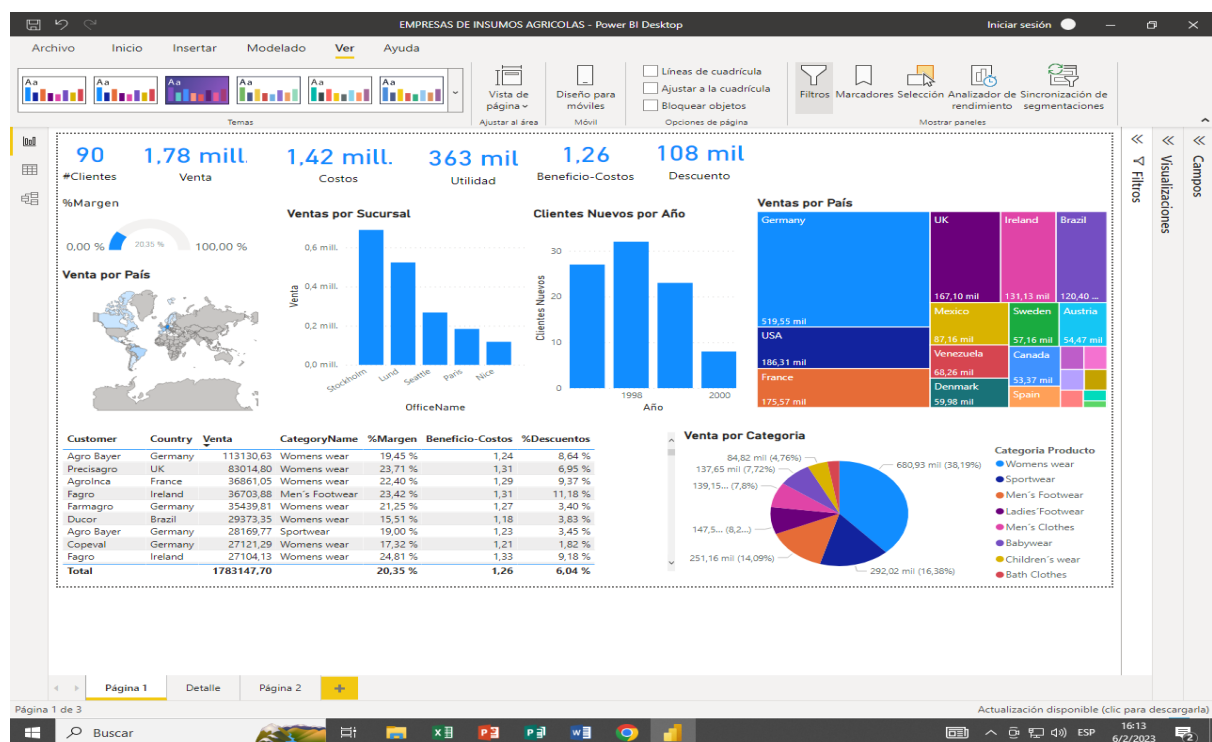 EMPRESAS DE INSUMOS AGRICOLAS - Power BI Desktop
Iniciar sesión
Archivo Inicio Insertar Modelado Ver Ayuda
Aa Aa Aa Aa Aa Aa
Temas
Vista de página
Ajustar al área
Diseño para móviles
Móvil
Líneas de cuadrícula
Ajustar a la cuadrícula
Bloquear objetos
Opciones de página
Filtros Marcadores Selección Analizador de rendimiento Sincronización de segmentaciones
Mostrar paneles
90
#Clientes
1,78 mill.
Venta
1,42 mill.
Costos
363 mil
Utilidad
1,26
Beneficio-Costos
108 mil
Descuento
%Margen
0,00 %
20.35 %
100,00 %
Venta por País
Ventas por Sucursal
Venta
0,6 mill.
0,4 mill.
0,2 mill.
0,0 mill.
Stockholm Lund Seattle Paris Nice
OfficeName
Clientes Nuevos por Año
Clientes Nuevos
30
20
10
0
1998 2000
Año
Ventas por País
Germany
519,55 mil
USA
186,31 mil
France
175,57 mil
UK
167,10 mil
Ireland
131,13 mil
Brazil
120,40 ...
Mexico
87,16 mil
Sweden
57,16 mil
Austria
54,47 mil
Venezuela
68,26 mil
Canada
53,37 mil
Denmark
59,98 mil
Spain
Filtros
Visualizaciones
Campos
Customer Country Venta CategoryName %Margen Beneficio-Costos %Descuentos
Agro Bayer Germany 113130,63 Womens wear 19,45 % 1,24 8,64 %
Precisagro UK 83014,80 Womens wear 23,71 % 1,31 6,95 %
AgroInca France 36861,05 Womens wear 22,40 % 1,29 9,37 %
Fagro Ireland 36703,88 Men´s Footwear 23,42 % 1,31 11,18 %
Farmagro Germany 35439,81 Womens wear 21,25 % 1,27 3,40 %
Ducor Brazil 29373,35 Womens wear 15,51 % 1,18 3,83 %
Agro Bayer Germany 28169,77 Sportwear 19,00 % 1,23 3,45 %
Copeval Germany 27121,29 Womens wear 17,32 % 1,21 1,82 %
Fagro Ireland 27104,13 Womens wear 24,81 % 1,33 9,18 %
Total 1783147,70 20,35 % 1,26 6,04 %
Venta por Categoria
84,82 mil (4,76%)
137,65 mil (7,72%)
139,15... (7,8%)
147,5... (8,2...)
251,16 mil (14,09%)
292,02 mil (16,38%)
680,93 mil (38,19%)
Categoria Producto
Womens wear
Sportwear
Men´s Footwear
Ladies´Footwear
Men´s Clothes
Babywear
Children´s wear
Bath Clothes
Página 1 Detalle Página 2 +
Página 1 de 3
Actualización disponible (clic para descargarla)
Buscar
ESP
16:13
6/2/2023
2